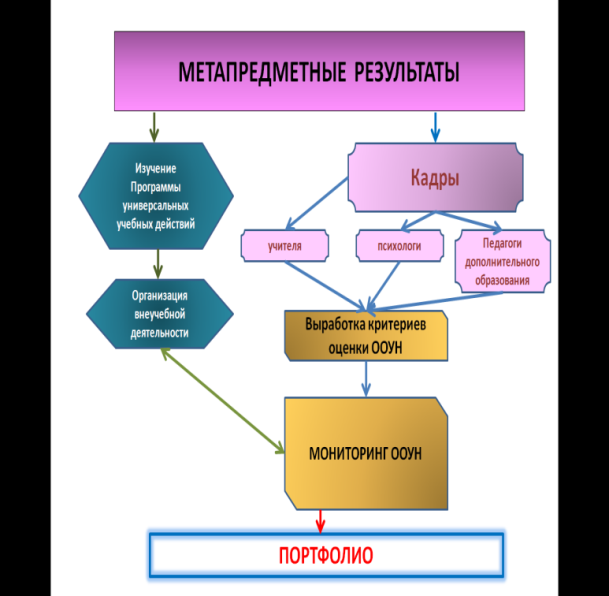 МЕТАПРЕДМЕТНЫЕ РЕЗУЛЬТАТЫ
Изучение
Программы
универсальных
учебных действий
Кадры
учителя
психологи
Педагоги
дополнительного
образования
Организация
внеучебной
деятельности
Выработка критериев
оценки ООУН
МОНИТОРИНГ ООУН
ПОРТФОЛИО